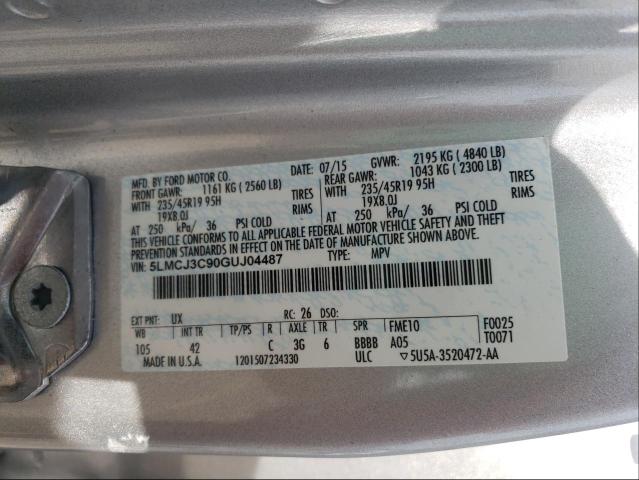 MFD. BY FORD MOTOR CO.
DATE: 07/15 GVWR: 2195 KG ( 4840 LB)
FRONT GAWR: 1161 KG ( 2560 LB) REAR GAWR: 1043 KG ( 2300 LB)
WITH 235/45R19 95H TIRES WITH 235/45R19 95H TIRES
19X8.0J RIMS 19X8.0J RIMS
AT 250 kPa/ 36 PSI COLD AT 250 kPa/ 36 PSI COLD
THIS VEHICLE CONFORMS TO ALL APPLICABLE FEDERAL MOTOR VEHICLE SAFETY AND THEFT
PREVENTION STANDARDS IN EFFECT ON THE DATE OF MANUFACTURE SHOWN ABOVE.
VIN: 5LMCJ3C90GUJ04487 TYPE: MPV
EXT PNT: UX RC: 26 DSO:
WB INT TR TP/PS R AXLE TR SPR FME10 F0025
105 42 C 3G 6 BBBB A05 T0071
MADE IN U.S.A. 1201507234330 ULC 5U5A-3520472-AA